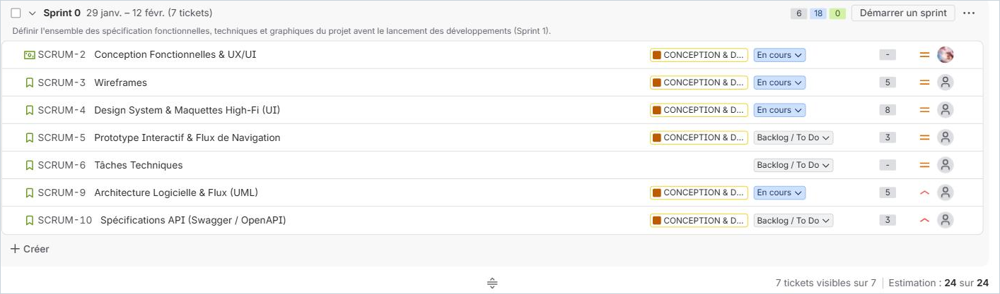 Sprint 0 29 janv. – 12 févr. (7 tickets) 6 18 0 Démarrer un sprint
Définir l'ensemble des spécification fonctionnelles, techniques et graphiques du projet avent le lancement des développements (Sprint 1).
SCRUM-2 Conception Fonctionnelles & UX/UI CONCEPTION & D... En cours -
SCRUM-3 Wireframes CONCEPTION & D... En cours 5
SCRUM-4 Design System & Maquettes High-Fi (UI) CONCEPTION & D... En cours 8
SCRUM-5 Prototype Interactif & Flux de Navigation CONCEPTION & D... Backlog / To Do 3
SCRUM-6 Tâches Techniques Backlog / To Do -
SCRUM-9 Architecture Logicielle & Flux (UML) CONCEPTION & D... En cours 5
SCRUM-10 Spécifications API (Swagger / OpenAPI) CONCEPTION & D... Backlog / To Do 3
Créer
7 tickets visibles sur 7 Estimation : 24 sur 24